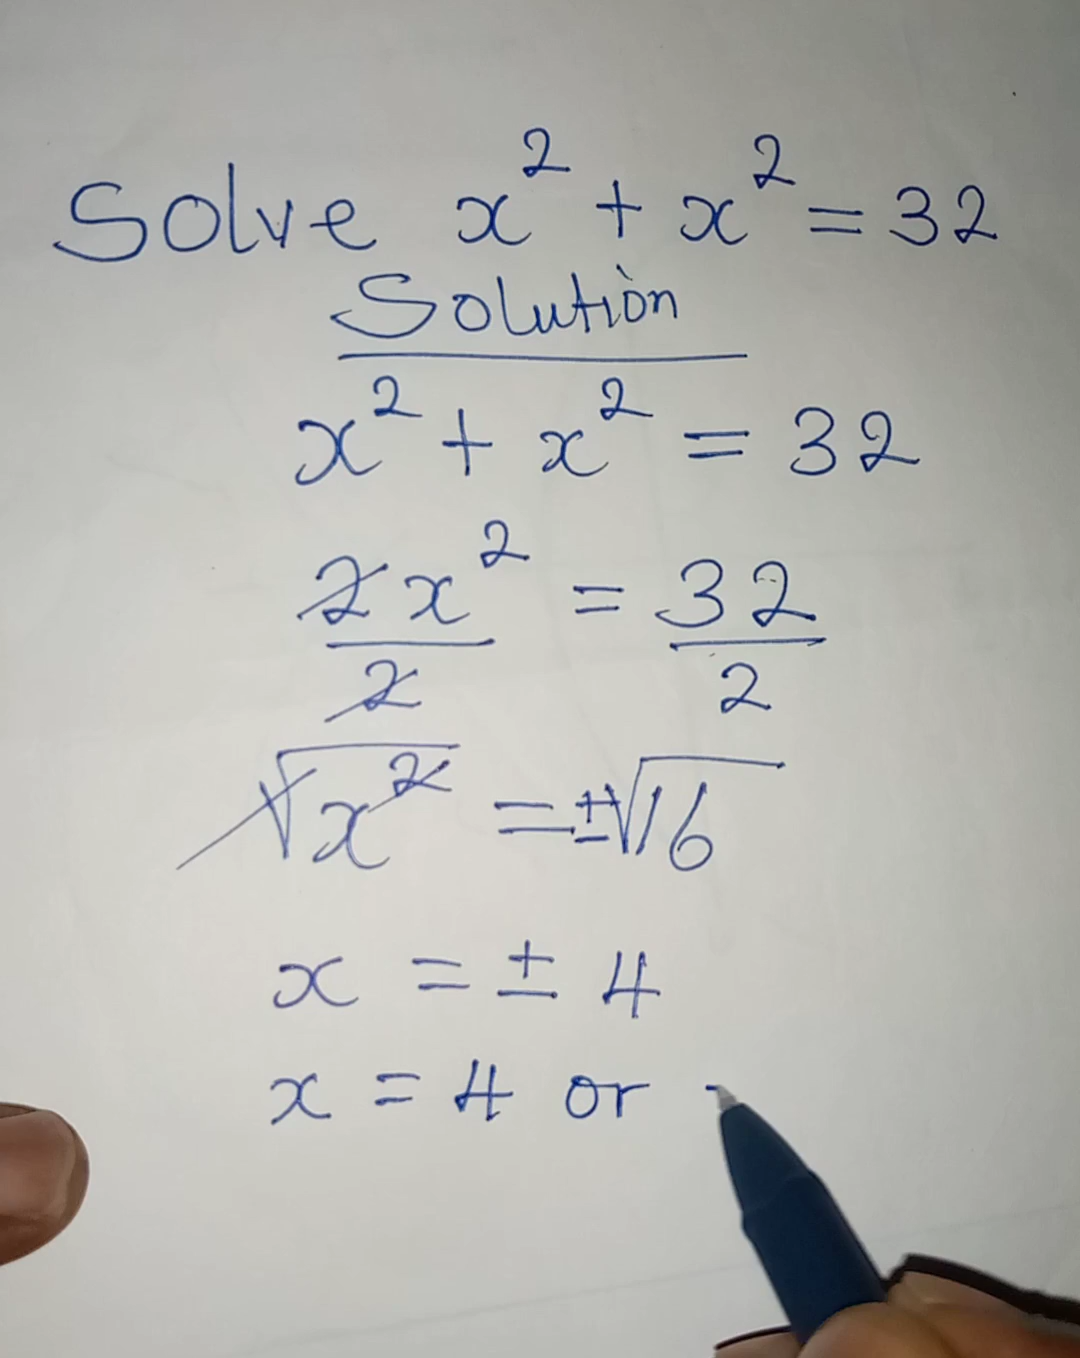 Solve x² + x² = 32
Solution
x² + x² = 32
2x²/2 = 32/2
√x² = ±√16
x = ± 4
x = 4 or -